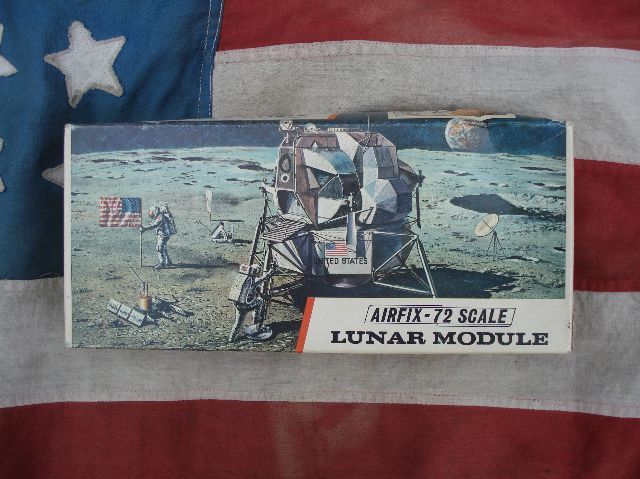 UNITED STATES
AIRFIX-72 SCALE
LUNAR MODULE